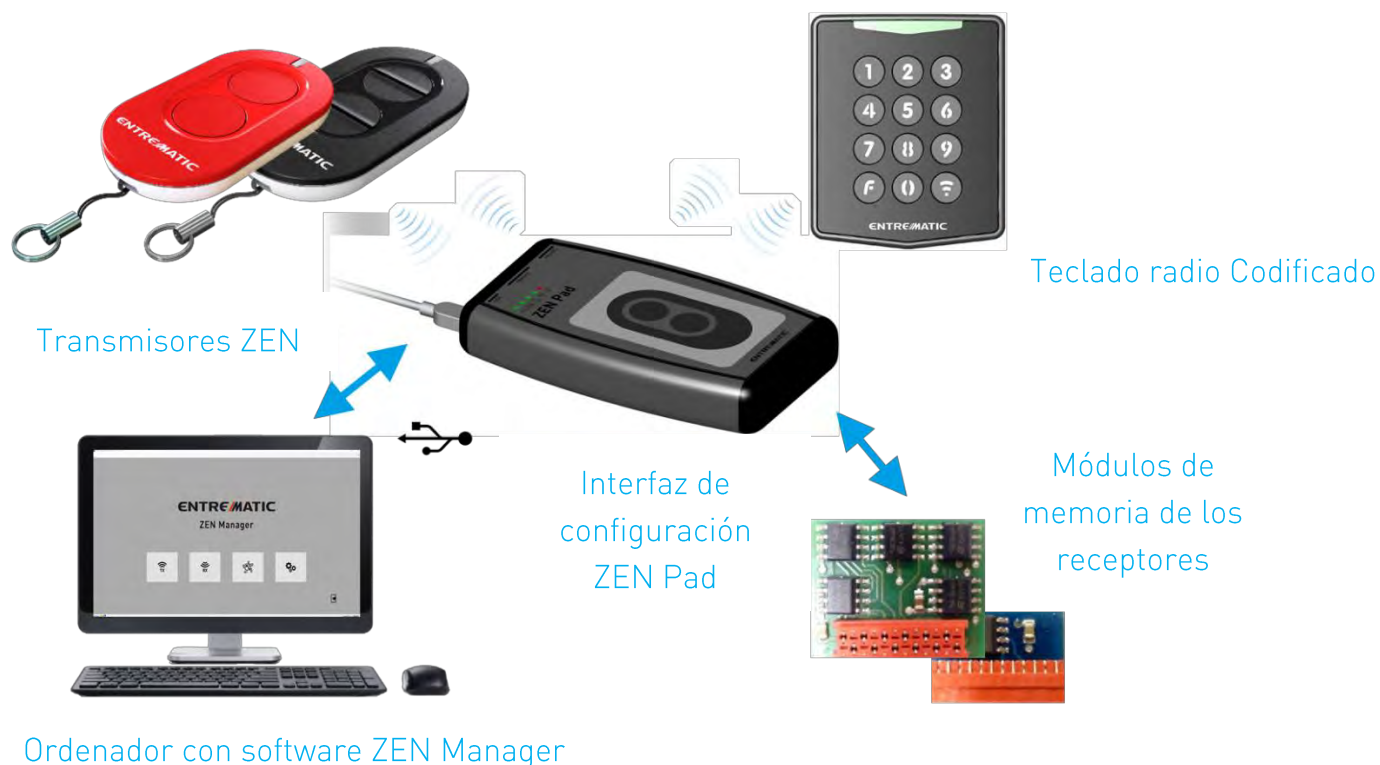 ENTREMATIC
ENTREMATIC
1 2 3
4 5 6
7 8 9
F 0
ENTREMATIC
Teclado radio Codificado
ZEN Pad
ENTREMATIC
Transmisores ZEN
ENTREMATIC
ZEN Manager
Interfaz de
configuración
ZEN Pad
Módulos de
memoria de los
receptores
Ordenador con software ZEN Manager